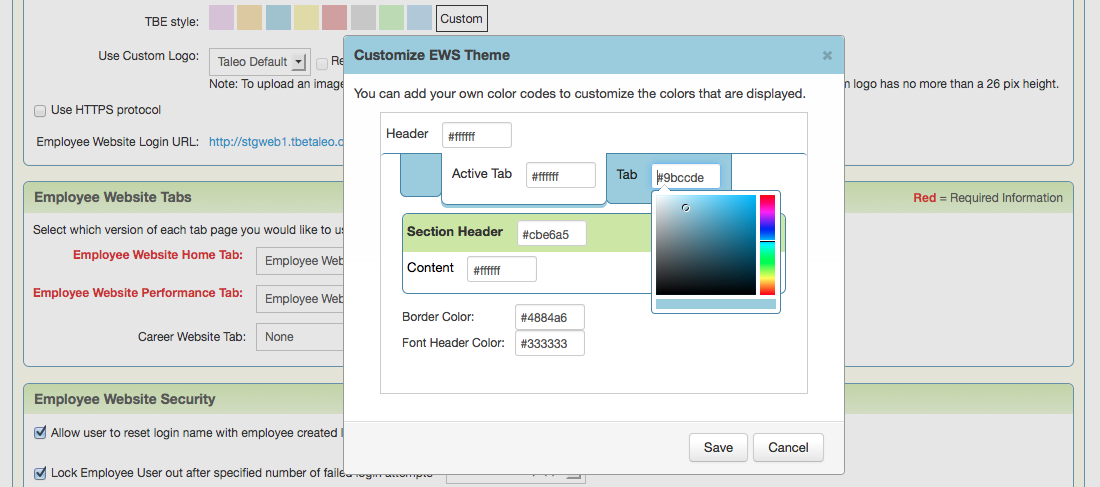 TBE style:
Custom
Use Custom Logo:
Taleo Default
Re
Note: To upload an image
m logo has no more than a 26 pix height.
Use HTTPS protocol
Employee Website Login URL:
http://stgweb1.tbetaleo.c
Customize EWS Theme
×
You can add your own color codes to customize the colors that are displayed.
Header
#ffffff
Active Tab
#ffffff
Tab
#9bccde
Section Header
#cbe6a5
Content
#ffffff
Border Color:
#4884a6
Font Header Color:
#333333
Save
Cancel
Employee Website Tabs
Red = Required Information
Select which version of each tab page you would like to us
Employee Website Home Tab:
Employee Web
Employee Website Performance Tab:
Employee Web
Career Website Tab:
None
Employee Website Security
Allow user to reset login name with employee created
Lock Employee User out after specified number of failed login attempts